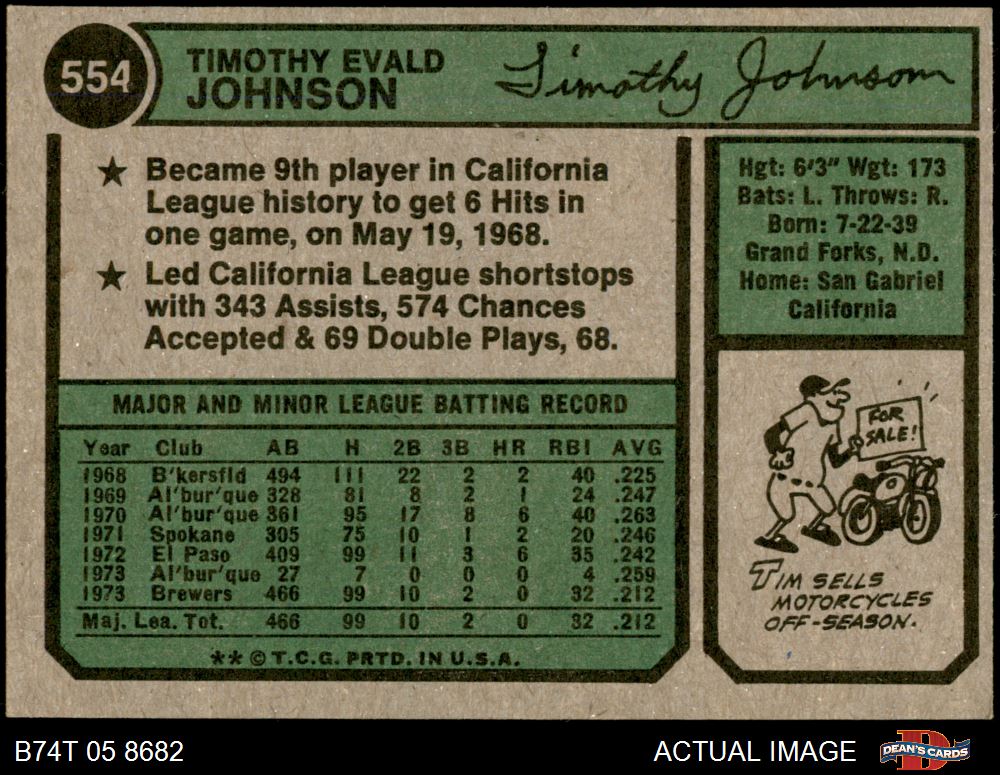 554
TIMOTHY EVALD
JOHNSON
Timothy Johnson
★ Became 9th player in California
League history to get 6 Hits in
one game, on May 19, 1968.
★ Led California League shortstops
with 343 Assists, 574 Chances
Accepted & 69 Double Plays, 68.
Hgt: 6'3" Wgt: 173
Bats: L. Throws: R.
Born: 7-22-39
Grand Forks, N.D.
Home: San Gabriel
California
MAJOR AND MINOR LEAGUE BATTING RECORD
Year Club AB H 2B 3B HR RBI AVG
1968 B'kersfld 494 111 22 2 2 40 .225
1969 Al'bur'que 328 81 8 2 1 24 .247
1970 Al'bur'que 361 95 17 8 6 40 .263
1971 Spokane 305 75 10 1 2 20 .246
1972 El Paso 409 99 11 3 6 35 .242
1973 Al'bur'que 27 7 0 0 0 4 .259
1973 Brewers 466 99 10 2 0 32 .212
Maj. Lea. Tot. 466 99 10 2 0 32 .212
**©T.C.G. PRTD. IN U.S.A.
FOR
SALE!
TIM SELLS
MOTORCYCLES
OFF-SEASON.
B74T 05 8682
ACTUAL IMAGE
DEAN'S CARDS